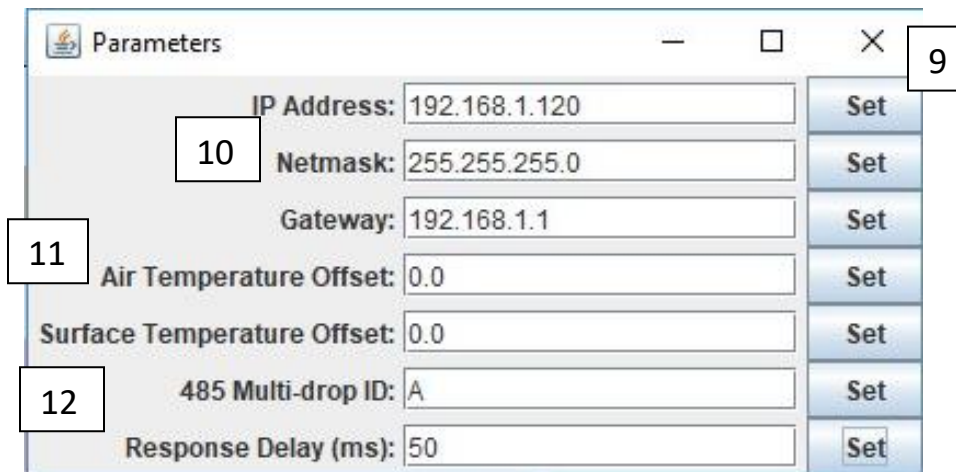 Parameters
9
IP Address: 192.168.1.120 Set
10
Netmask: 255.255.255.0 Set
Gateway: 192.168.1.1 Set
11
Air Temperature Offset: 0.0 Set
Surface Temperature Offset: 0.0 Set
12
485 Multi-drop ID: A Set
Response Delay (ms): 50 Set